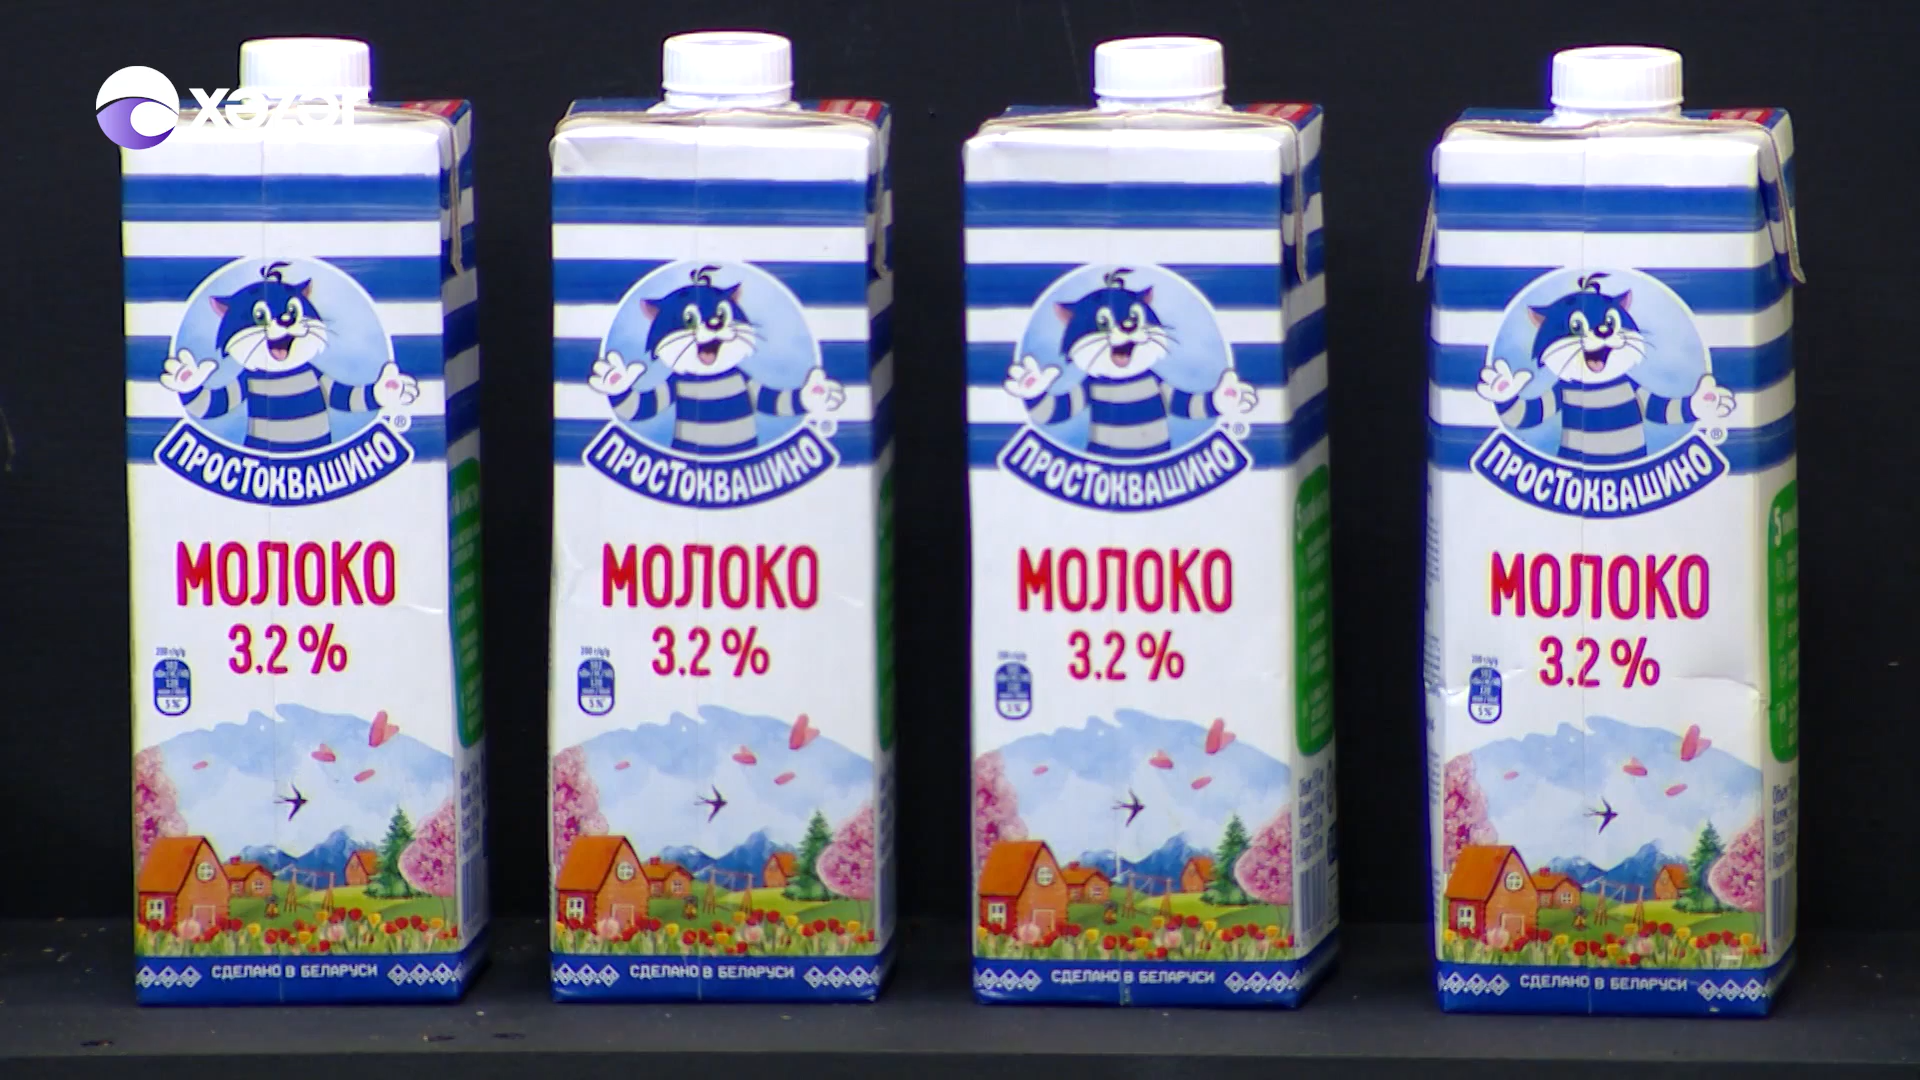 xəzər
ПРОСТОКВАШИНО
МОЛОКО
3.2%
СДЕЛАНО В БЕЛАРУСИ
ПРОСТОКВАШИНО
МОЛОКО
3.2%
СДЕЛАНО В БЕЛАРУСИ
ПРОСТОКВАШИНО
МОЛОКО
3.2%
СДЕЛАНО В БЕЛАРУСИ
ПРОСТОКВАШИНО
МОЛОКО
3.2%
СДЕЛАНО В БЕЛАРУСИ